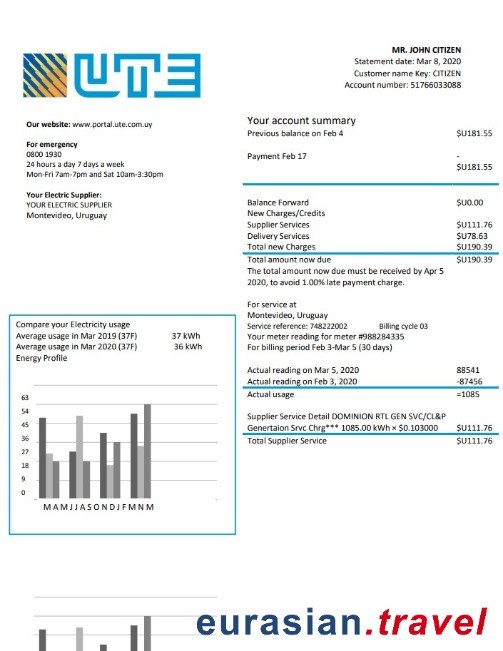 UTE
MR. JOHN CITIZEN
Statement date: Mar 8, 2020
Customer name Key: CITIZEN
Account number: 51766033088
Our website: www.portal.ute.com.uy
For emergency
0800 1930
24 hours a day 7 days a week
Mon-Fri 7am-7pm and Sat 10am-3:30pm
Your Electric Supplier:
YOUR ELECTRIC SUPPLIER
Montevideo, Uruguay
Your account summary
Previous balance on Feb 4 $U181.55
Payment Feb 17 -
$U181.55
Balance Forward $U0.00
New Charges/Credits
Supplier Services $U111.76
Delivery Services $U78.63
Total new Charges $U190.39
Total amount now due $U190.39
The total amount now due must be received by Apr 5
2020, to avoid 1.00% late payment charge.
For service at
Montevideo, Uruguay
Service reference: 748222002 Billing cycle 03
Your meter reading for meter #988284335
For billing period Feb 3-Mar 5 (30 days)
Actual reading on Mar 5, 2020 88541
Actual reading on Feb 3, 2020 -87456
Actual usage =1085
Supplier Service Detail DOMINION RTL GEN SVC/CL&P
Genertaion Srvc Chrg*** 1085.00 kWh × $0.103000 $U111.76
Total Supplier Service $U111.76
Compare your Electricity usage
Average usage in Mar 2019 (37F) 37 kWh
Average usage in Mar 2020 (37F) 36 kWh
Energy Profile
63
54
45
36
27
18
9
0
M A M J J A S O N D J F M N M
eurasian.travel